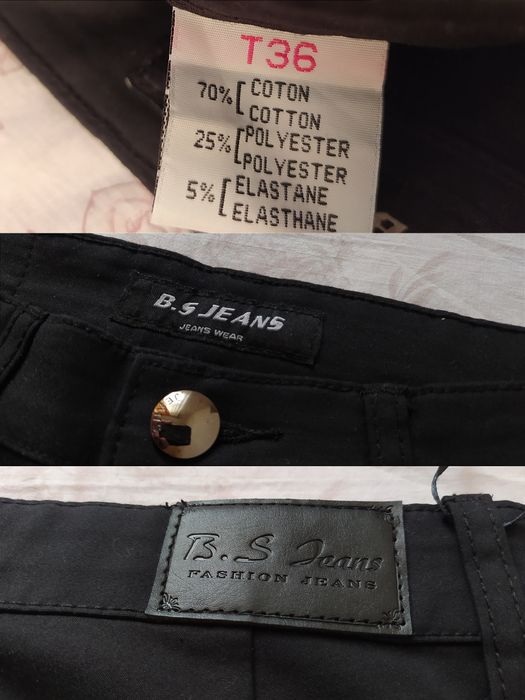 T36
70% [ COTON
COTTON
25% [ POLYESTER
POLYESTER
5% [ ELASTANE
ELASTHANE
B.S JEANS
JEANS WEAR
B.S Jeans
FASHION JEANS